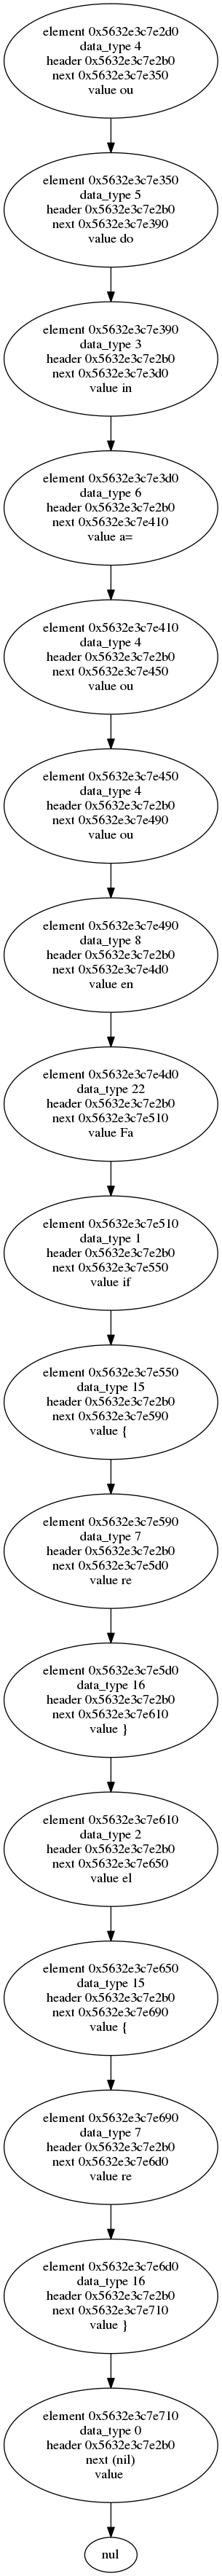 element 0x5632e3c7e2d0
data_type 4
header 0x5632e3c7e2b0
next 0x5632e3c7e350
value ou
element 0x5632e3c7e350
data_type 5
header 0x5632e3c7e2b0
next 0x5632e3c7e390
value do
element 0x5632e3c7e390
data_type 3
header 0x5632e3c7e2b0
next 0x5632e3c7e3d0
value in
element 0x5632e3c7e3d0
data_type 6
header 0x5632e3c7e2b0
next 0x5632e3c7e410
value a=
element 0x5632e3c7e410
data_type 4
header 0x5632e3c7e2b0
next 0x5632e3c7e450
value ou
element 0x5632e3c7e450
data_type 4
header 0x5632e3c7e2b0
next 0x5632e3c7e490
value ou
element 0x5632e3c7e490
data_type 8
header 0x5632e3c7e2b0
next 0x5632e3c7e4d0
value en
element 0x5632e3c7e4d0
data_type 22
header 0x5632e3c7e2b0
next 0x5632e3c7e510
value Fa
element 0x5632e3c7e510
data_type 1
header 0x5632e3c7e2b0
next 0x5632e3c7e550
value if
element 0x5632e3c7e550
data_type 15
header 0x5632e3c7e2b0
next 0x5632e3c7e590
value {
element 0x5632e3c7e590
data_type 7
header 0x5632e3c7e2b0
next 0x5632e3c7e5d0
value re
element 0x5632e3c7e5d0
data_type 16
header 0x5632e3c7e2b0
next 0x5632e3c7e610
value }
element 0x5632e3c7e610
data_type 2
header 0x5632e3c7e2b0
next 0x5632e3c7e650
value el
element 0x5632e3c7e650
data_type 15
header 0x5632e3c7e2b0
next 0x5632e3c7e690
value {
element 0x5632e3c7e690
data_type 7
header 0x5632e3c7e2b0
next 0x5632e3c7e6d0
value re
element 0x5632e3c7e6d0
data_type 16
header 0x5632e3c7e2b0
next 0x5632e3c7e710
value }
element 0x5632e3c7e710
data_type 0
header 0x5632e3c7e2b0
next (nil)
value
nul